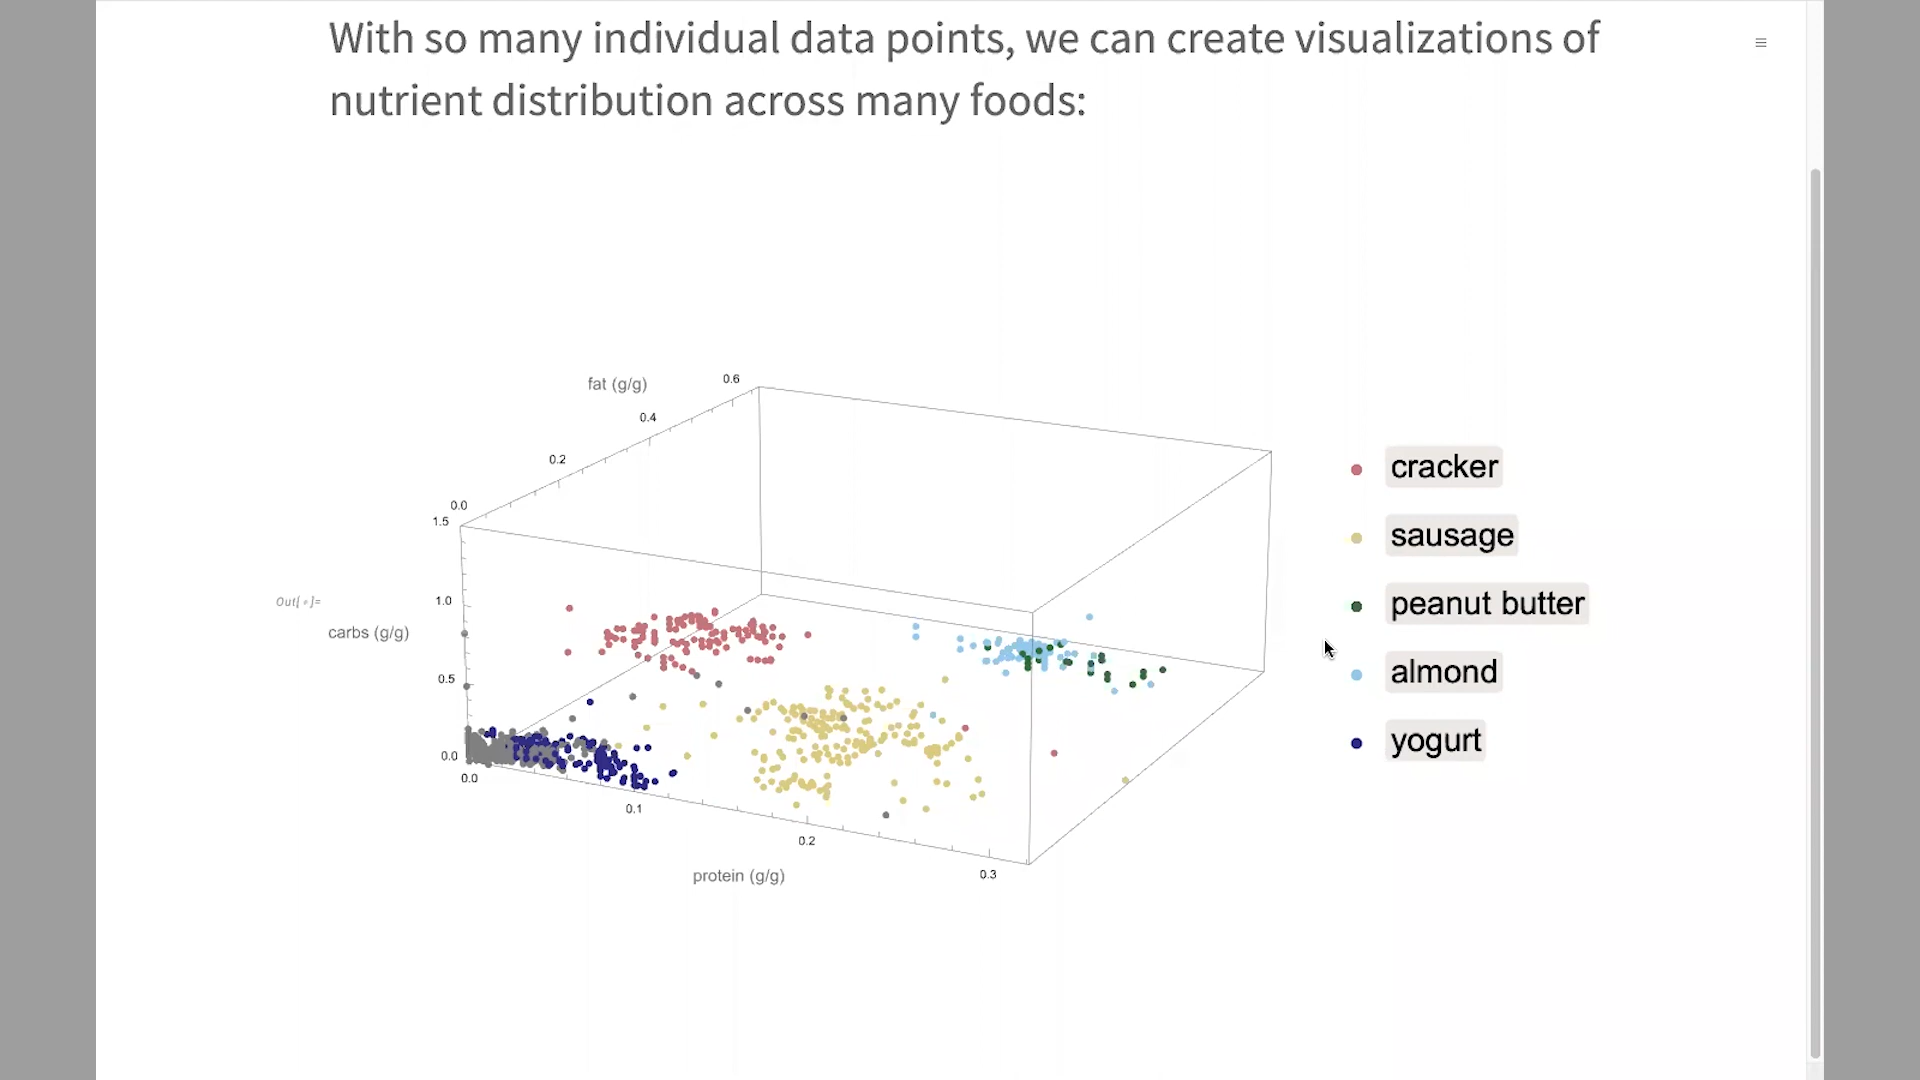 With so many individual data points, we can create visualizations of
nutrient distribution across many foods:
fat (g/g)
0.6
0.4
0.2
0.0
1.5
1.0
0.5
0.0
Out[•]=
carbs (g/g)
0.0
0.1
0.2
0.3
protein (g/g)
cracker
sausage
peanut butter
almond
yogurt